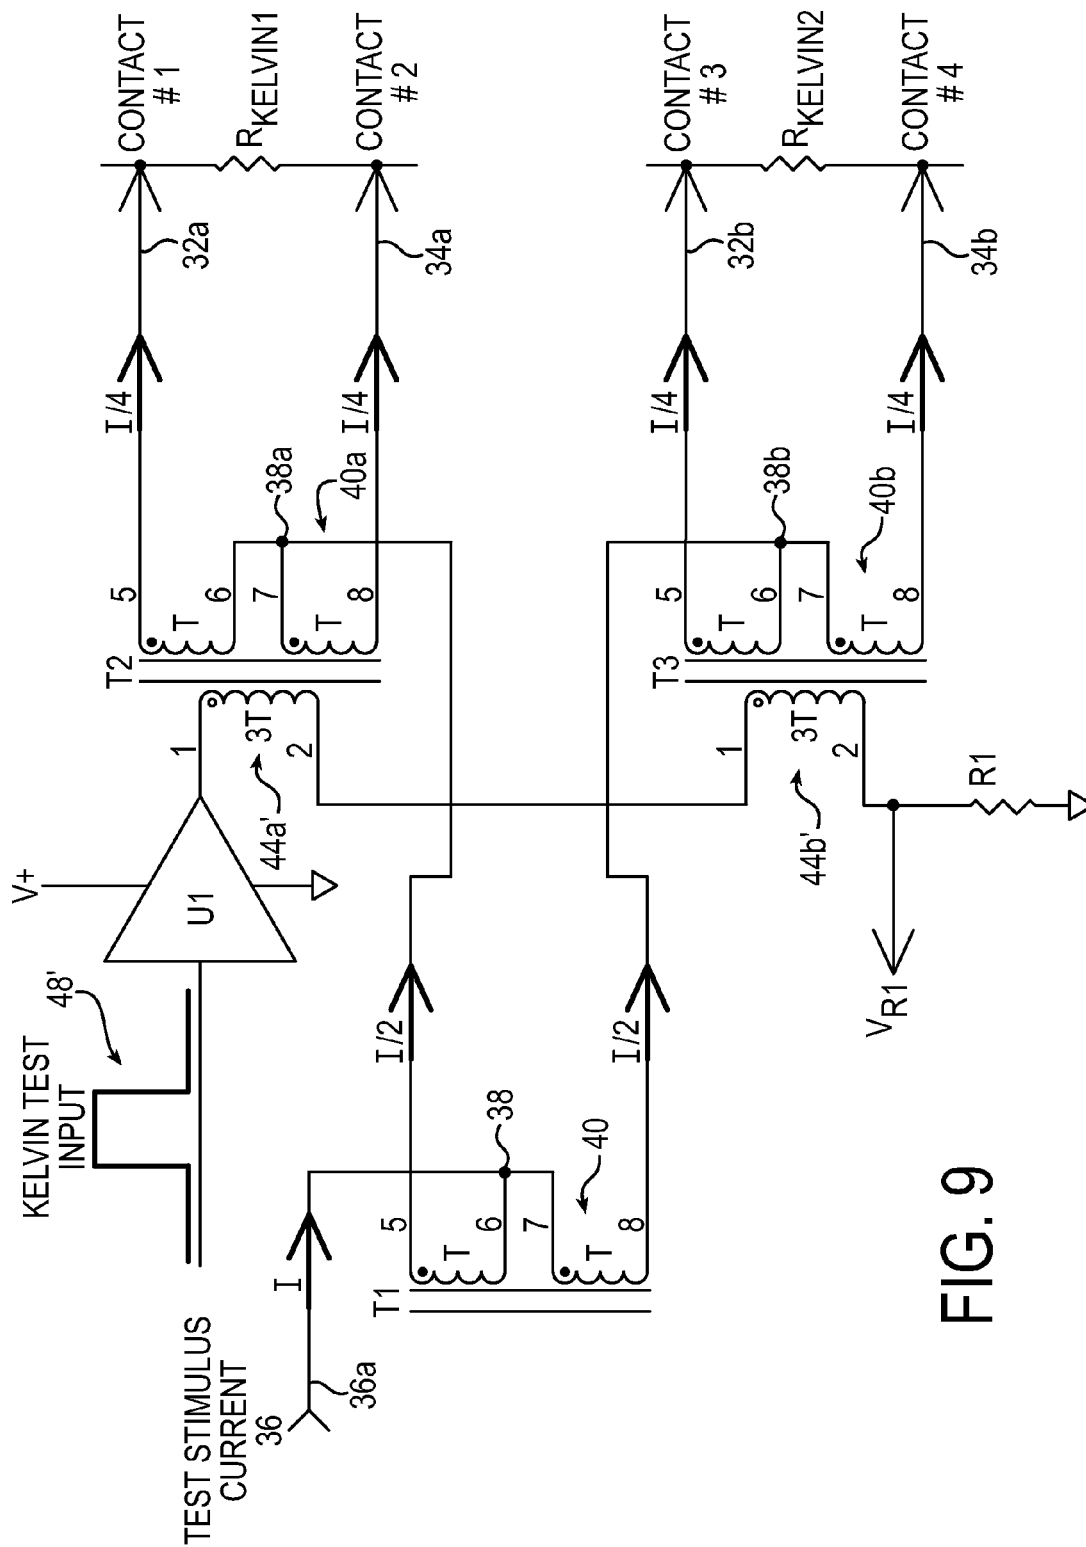 KELVIN TEST
INPUT
48'
V+
U1
TEST STIMULUS
CURRENT
36
36a
I
T1
5
T
6
7
T
8
38
40
I/2
I/2
1
44a'
3T
2
T2
5
T
6
7
T
8
38a
40a
I/4
I/4
32a
34a
CONTACT
#1
RKELVIN1
CONTACT
#2
1
44b'
3T
2
T3
5
T
6
7
T
8
38b
40b
I/4
I/4
32b
34b
CONTACT
#3
RKELVIN2
CONTACT
#4
VR1
R1
FIG. 9